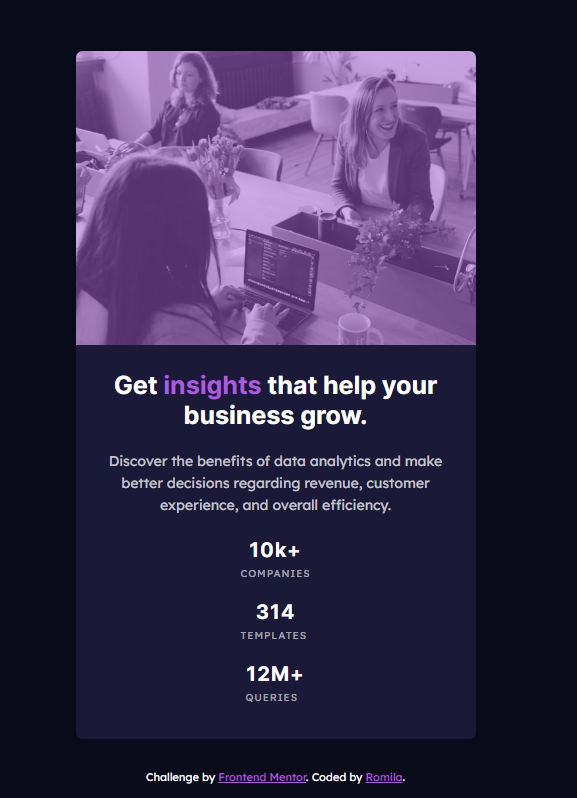 Get insights that help your
business grow.
Discover the benefits of data analytics and make
better decisions regarding revenue, customer
experience, and overall efficiency.
10k+
COMPANIES
314
TEMPLATES
12M+
QUERIES
Challenge by Frontend Mentor. Coded by Romila.